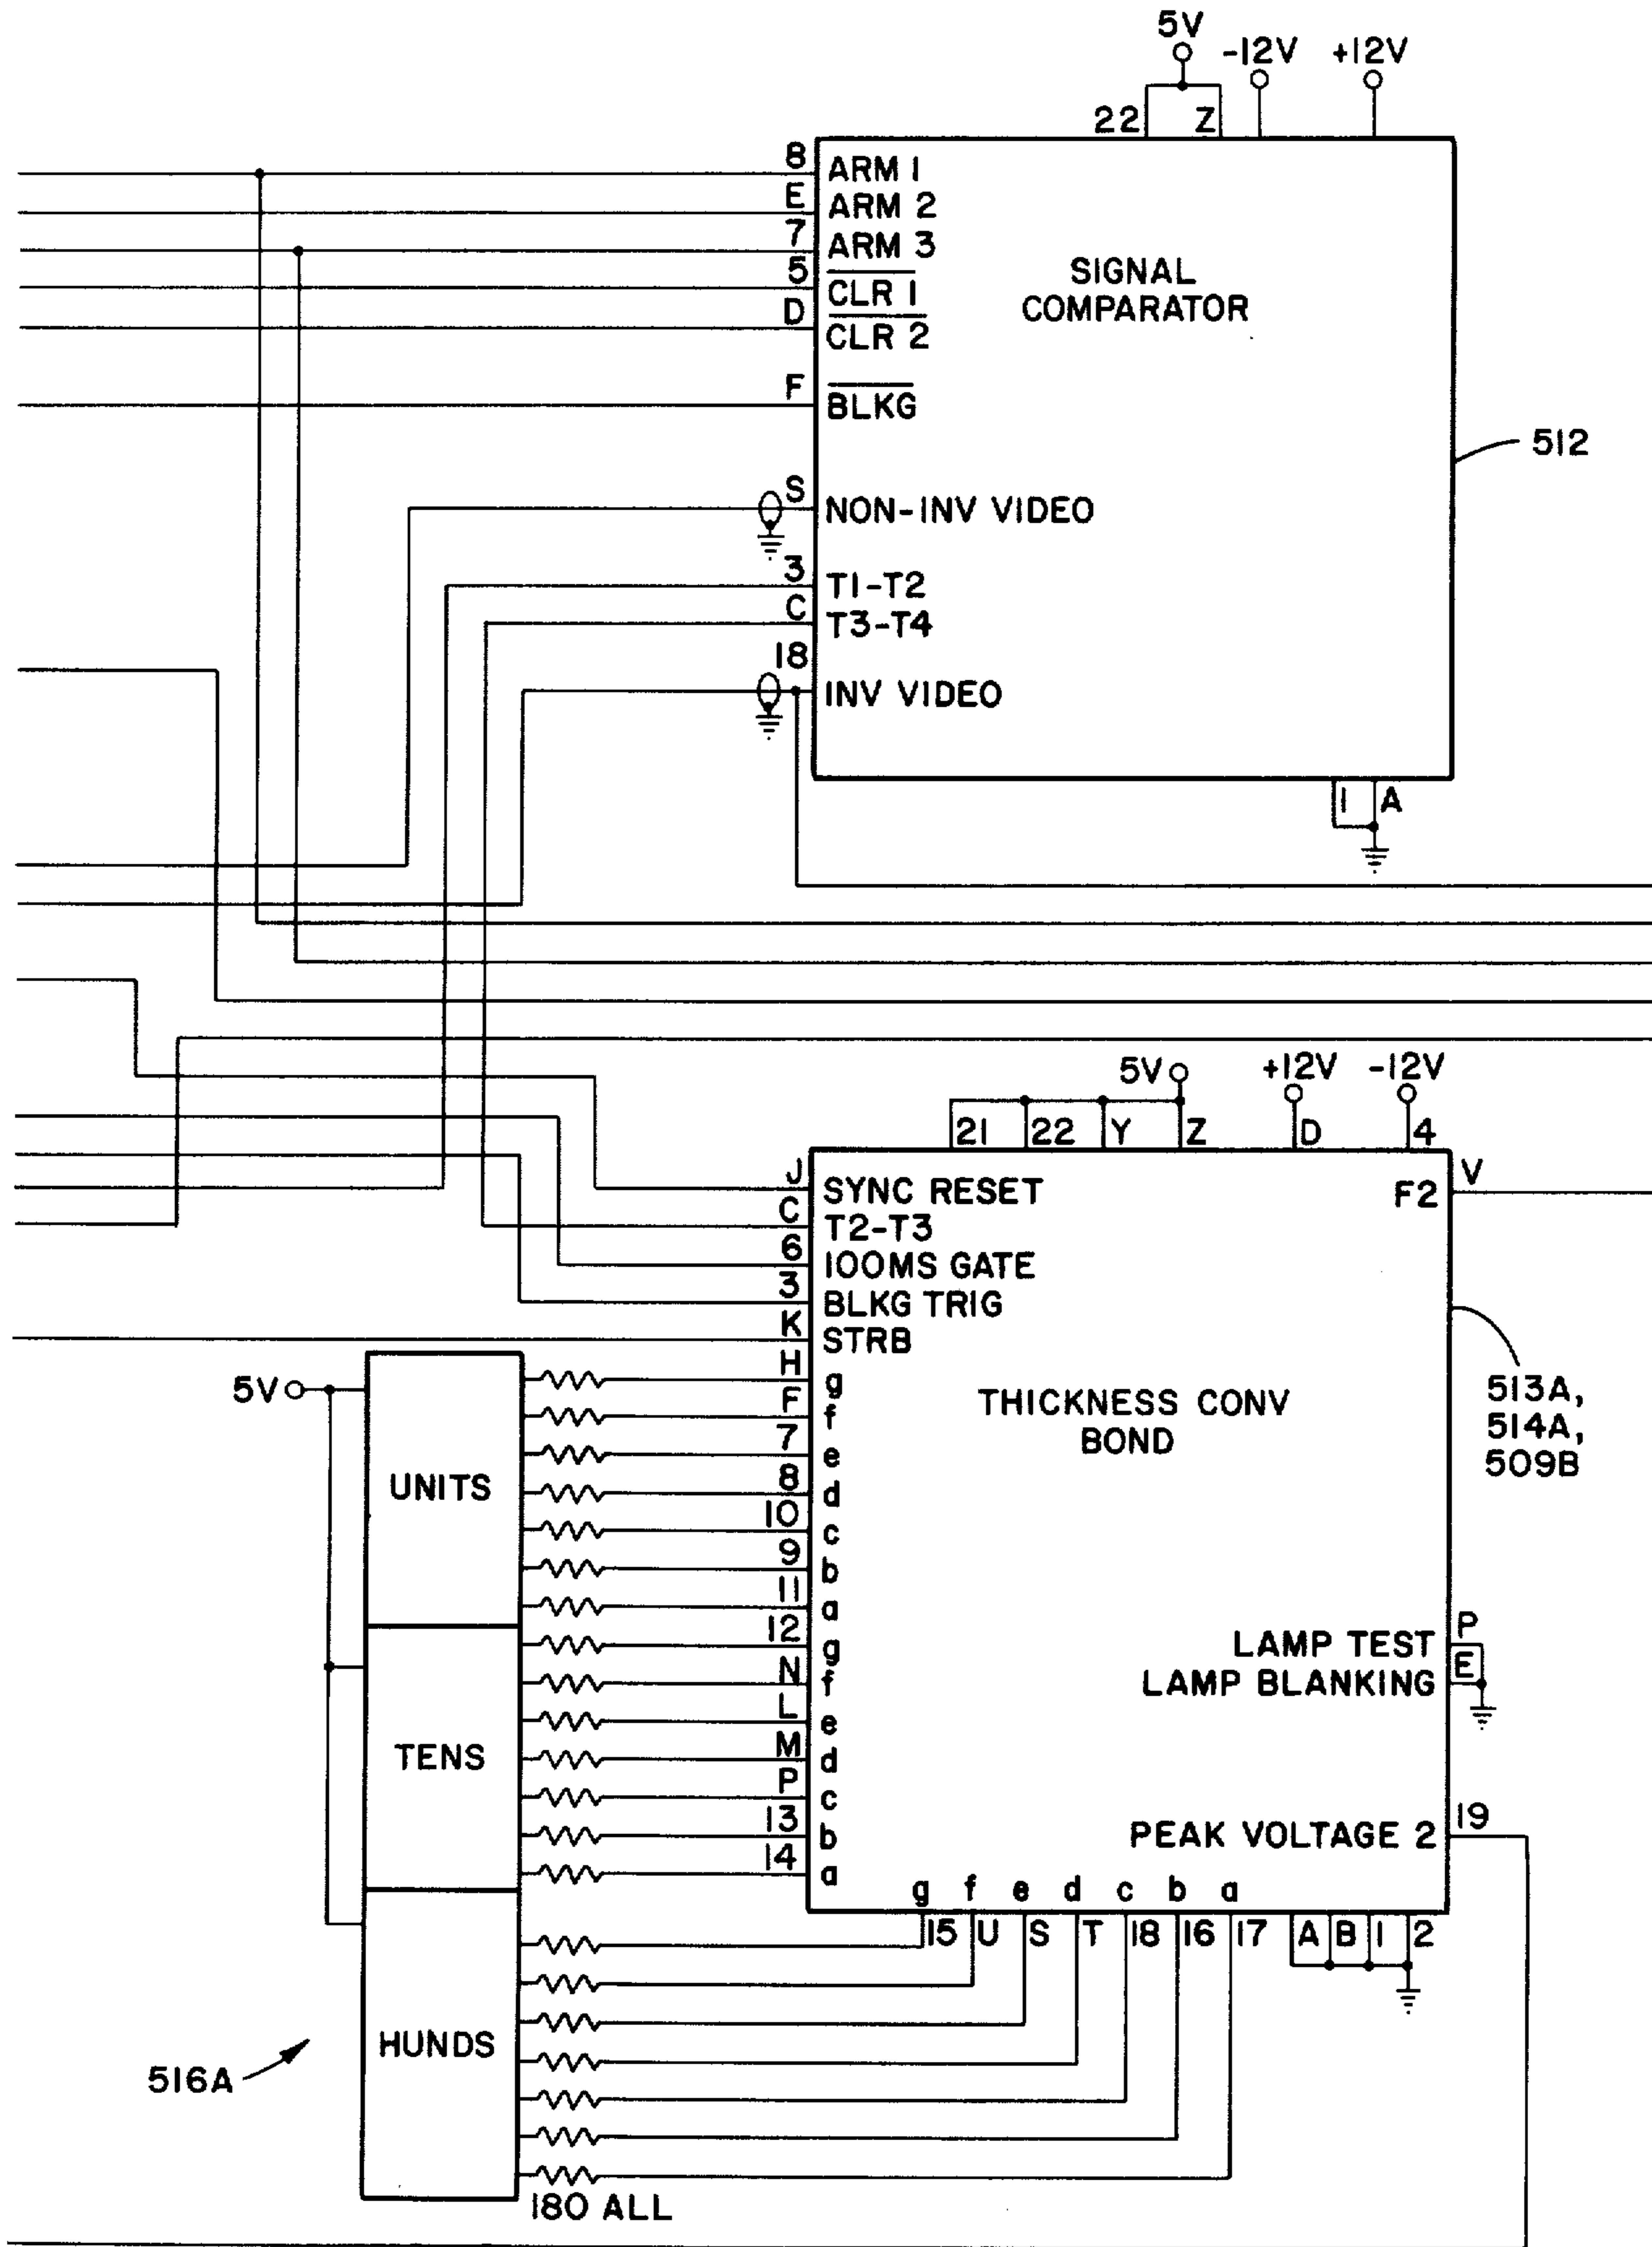 5V
-12V +12V
22 Z
8 ARM 1
E ARM 2
7 ARM 3
5 CLR 1
D CLR 2
SIGNAL
COMPARATOR
F BLKG
512
S NON-INV VIDEO
3 T1-T2
C T3-T4
18
INV VIDEO
1 A
5V +12V -12V
21 22 Y Z D 4
J SYNC RESET
F2 V
C T2-T3
6 100MS GATE
3 BLKG TRIG
K STRB
5V
H g
F f
7 e
8 d
10 c
9 b
11 a
UNITS
THICKNESS CONV
BOND
513A,
514A,
509B
12 g
N f
L e
M d
P c
13 b
14 a
TENS
LAMP TEST P
LAMP BLANKING E
PEAK VOLTAGE 2 19
g f e d c b a
15 U S T 18 16 17 A B 1 2
HUNDS
516A
180 ALL